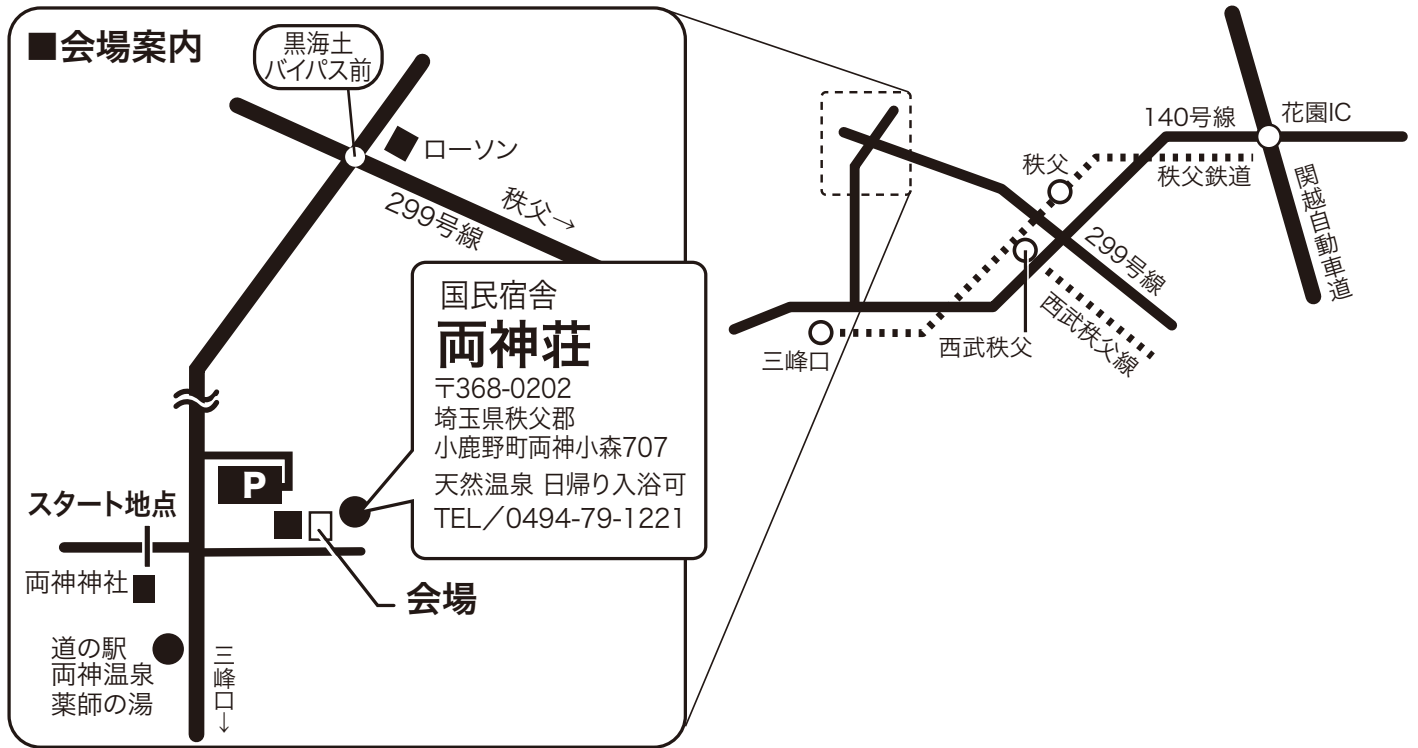 ■会場案内
黒海土
バイパス前
ローソン
秩父→
299号線
国民宿舎
両神荘
〒368-0202
埼玉県秩父郡
小鹿野町両神小森707
天然温泉 日帰り入浴可
TEL／0494-79-1221
P
スタート地点
両神神社
会場
道の駅
両神温泉
薬師の湯
三峰口↓
140号線
花園IC
秩父
秩父鉄道
関越自動車道
299号線
西武秩父線
西武秩父
三峰口